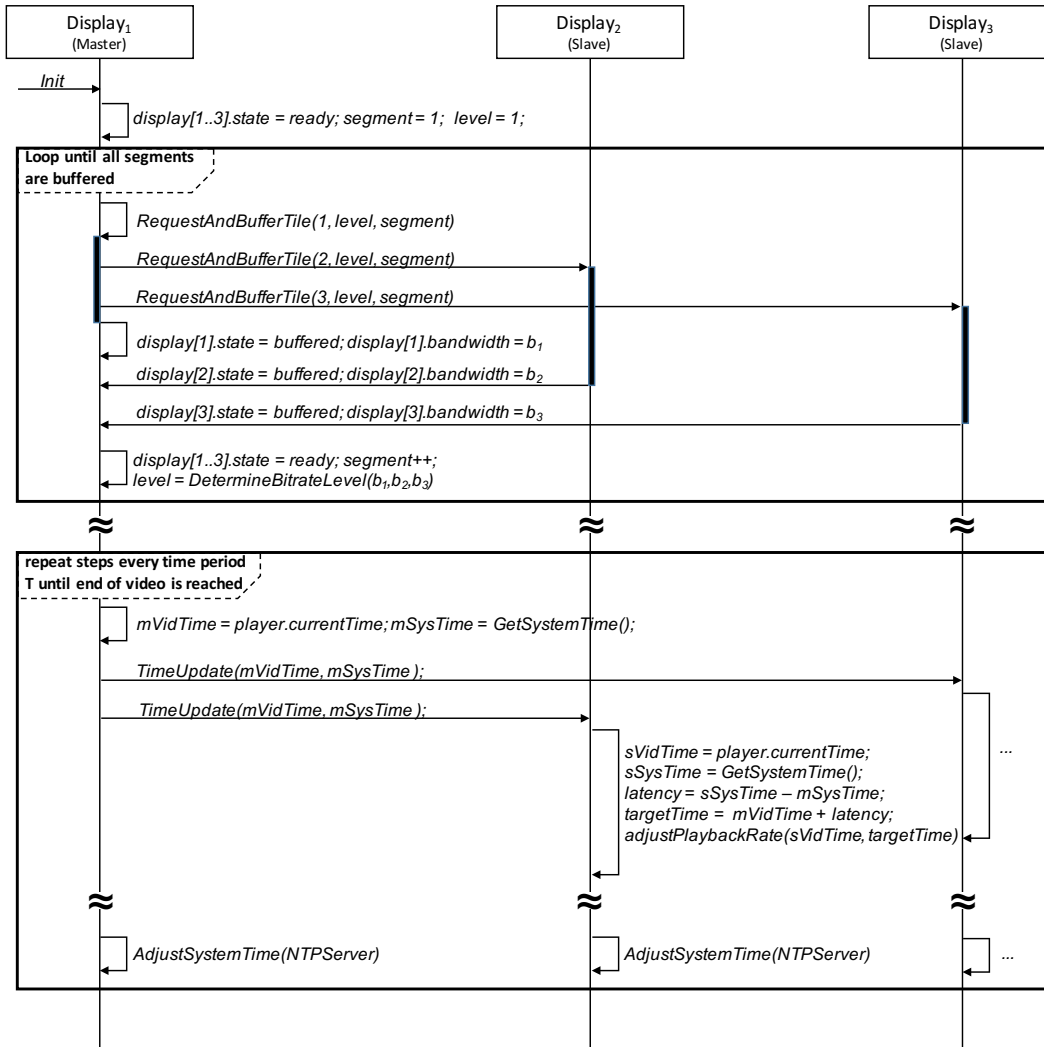 Display₁
(Master)
Display₂
(Slave)
Display₃
(Slave)
Init
display[1..3].state = ready; segment = 1; level = 1;
Loop until all segments
are buffered
RequestAndBufferTile(1, level, segment)
RequestAndBufferTile(2, level, segment)
RequestAndBufferTile(3, level, segment)
display[1].state = buffered; display[1].bandwidth = b₁
display[2].state = buffered; display[2].bandwidth = b₂
display[3].state = buffered; display[3].bandwidth = b₃
display[1..3].state = ready; segment++;
level = DetermineBitrateLevel(b₁,b₂,b₃)
≈ ≈ ≈
repeat steps every time period
T until end of video is reached
mVidTime = player.currentTime; mSysTime = GetSystemTime();
TimeUpdate(mVidTime, mSysTime );
TimeUpdate(mVidTime, mSysTime );
sVidTime = player.currentTime;
sSysTime = GetSystemTime();
latency = sSysTime – mSysTime;
targetTime = mVidTime + latency;
adjustPlaybackRate(sVidTime, targetTime)
...
≈ ≈ ≈
AdjustSystemTime(NTPServer)
AdjustSystemTime(NTPServer)
...